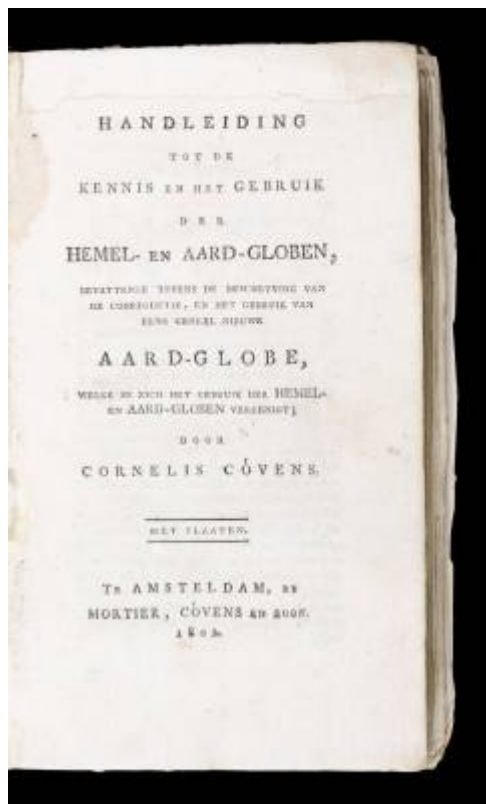 HANDLEIDING
TOT DE
KENNIS EN HET GEBRUIK
DER
HEMEL- EN AARD-GLOBEN,
BEVATTENDE TEVENS DE BESCHRYVING VAN
DE CONSTRUCTIE, EN HET GEBRUIK VAN
EENE GEHEEL NIEUWE
AARD-GLOBE,
WELKE IN ZICH HET GEBRUIK DER HEMEL-
EN AARD-GLOBEN VEREENIGT;
DOOR
CORNELIS CÓVENS.
MET PLAATEN.
TE AMSTELDAM, BY
MORTIER, CÓVENS EN ZOON.